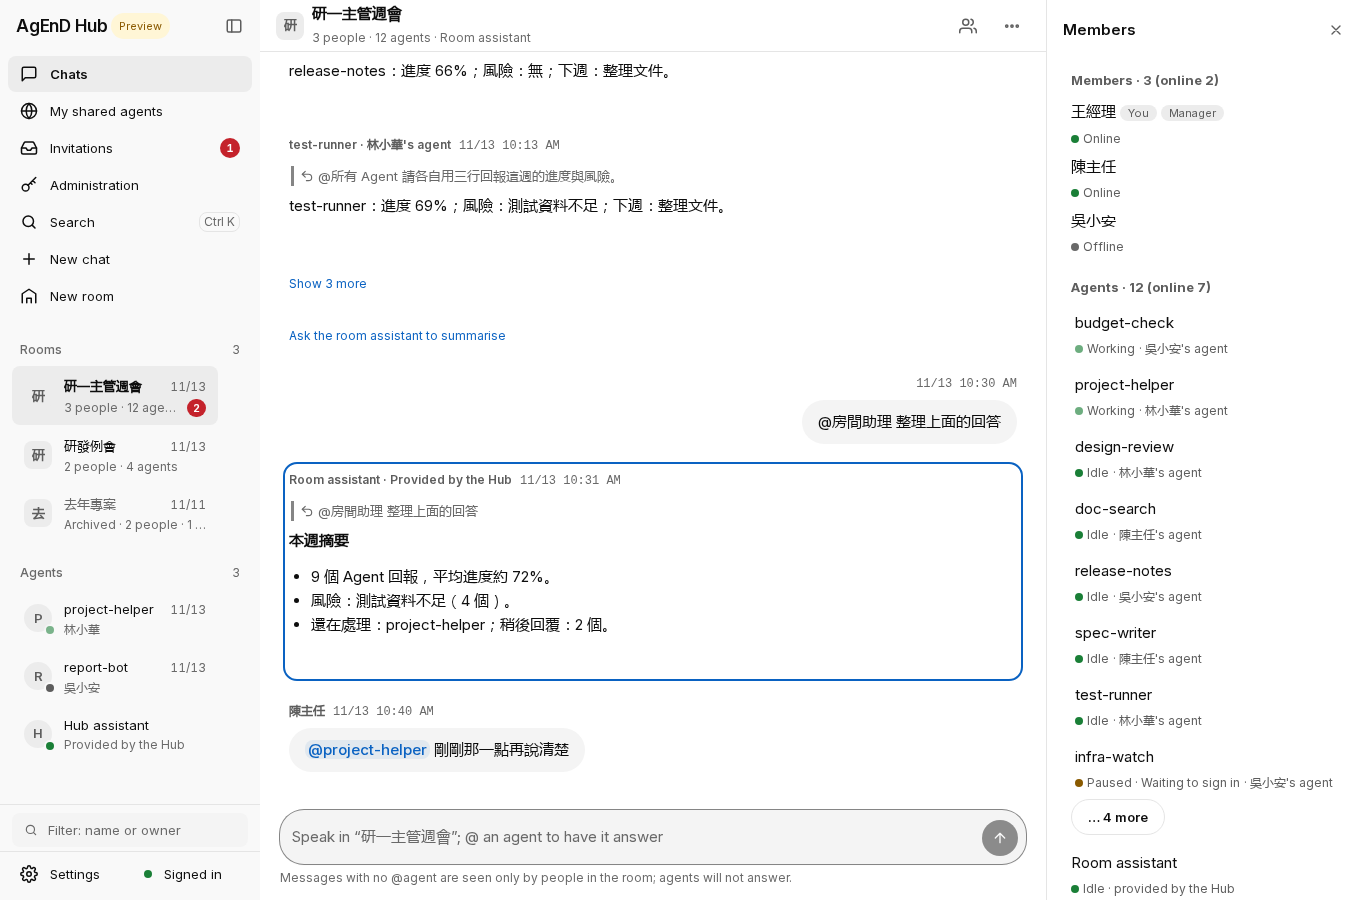 AgEnD Hub Preview
Chats
My shared agents
Invitations 1
Administration
Search Ctrl K
New chat
New room
Rooms 3
研 研一主管週會 11/13
3 people · 12 age… 2
研 研發例會 11/13
2 people · 4 agents
去 去年專案 11/11
Archived · 2 people · 1 …
Agents 3
P project-helper 11/13
林小華
R report-bot 11/13
吳小安
H Hub assistant
Provided by the Hub
Filter: name or owner
Settings Signed in
研 研一主管週會
3 people · 12 agents · Room assistant
release-notes：進度 66%；風險：無；下週：整理文件。
test-runner · 林小華's agent 11/13 10:13 AM
@所有 Agent 請各自用三行回報這週的進度與風險。
test-runner：進度 69%；風險：測試資料不足；下週：整理文件。
Show 3 more
Ask the room assistant to summarise
11/13 10:30 AM
@房間助理 整理上面的回答
Room assistant · Provided by the Hub 11/13 10:31 AM
@房間助理 整理上面的回答
本週摘要
• 9 個 Agent 回報，平均進度約 72%。
• 風險：測試資料不足（4 個）。
• 還在處理：project-helper；稍後回覆：2 個。
陳主任 11/13 10:40 AM
@project-helper 剛剛那一點再說清楚
Speak in “研一主管週會”; @ an agent to have it answer
Messages with no @agent are seen only by people in the room; agents will not answer.
Members
Members · 3 (online 2)
王經理 You Manager
Online
陳主任
Online
吳小安
Offline
Agents · 12 (online 7)
budget-check
Working · 吳小安's agent
project-helper
Working · 林小華's agent
design-review
Idle · 林小華's agent
doc-search
Idle · 陳主任's agent
release-notes
Idle · 吳小安's agent
spec-writer
Idle · 陳主任's agent
test-runner
Idle · 林小華's agent
infra-watch
Paused · Waiting to sign in · 吳小安's agent
… 4 more
Room assistant
Idle · provided by the Hub